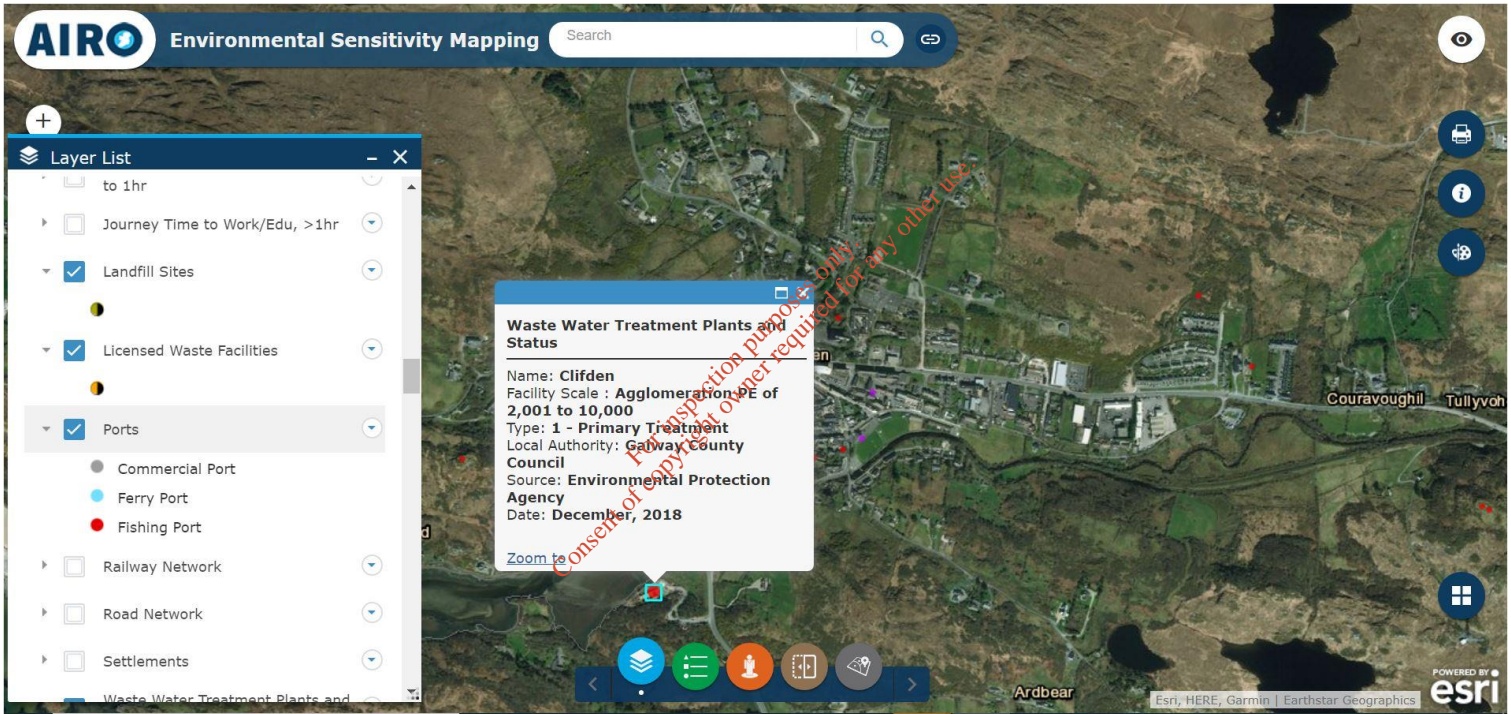 AIRO
Environmental Sensitivity Mapping
Search
Layer List
to 1hr
Journey Time to Work/Edu, >1hr
Landfill Sites
Licensed Waste Facilities
Ports
Commercial Port
Ferry Port
Fishing Port
Railway Network
Road Network
Settlements
Waste Water Treatment Plants and
Waste Water Treatment Plants and
Status
Name: Clifden
Facility Scale : Agglomeration PE of
2,001 to 10,000
Type: 1 - Primary Treatment
Local Authority: Galway County
Council
Source: Environmental Protection
Agency
Date: December, 2018
Zoom to
For inspection purposes only.
Consent of copyright owner required for any other use.
en
d
Couravoughil
Tullyvoh
Ardbear
Esri, HERE, Garmin | Earthstar Geographics
POWERED BY
esri